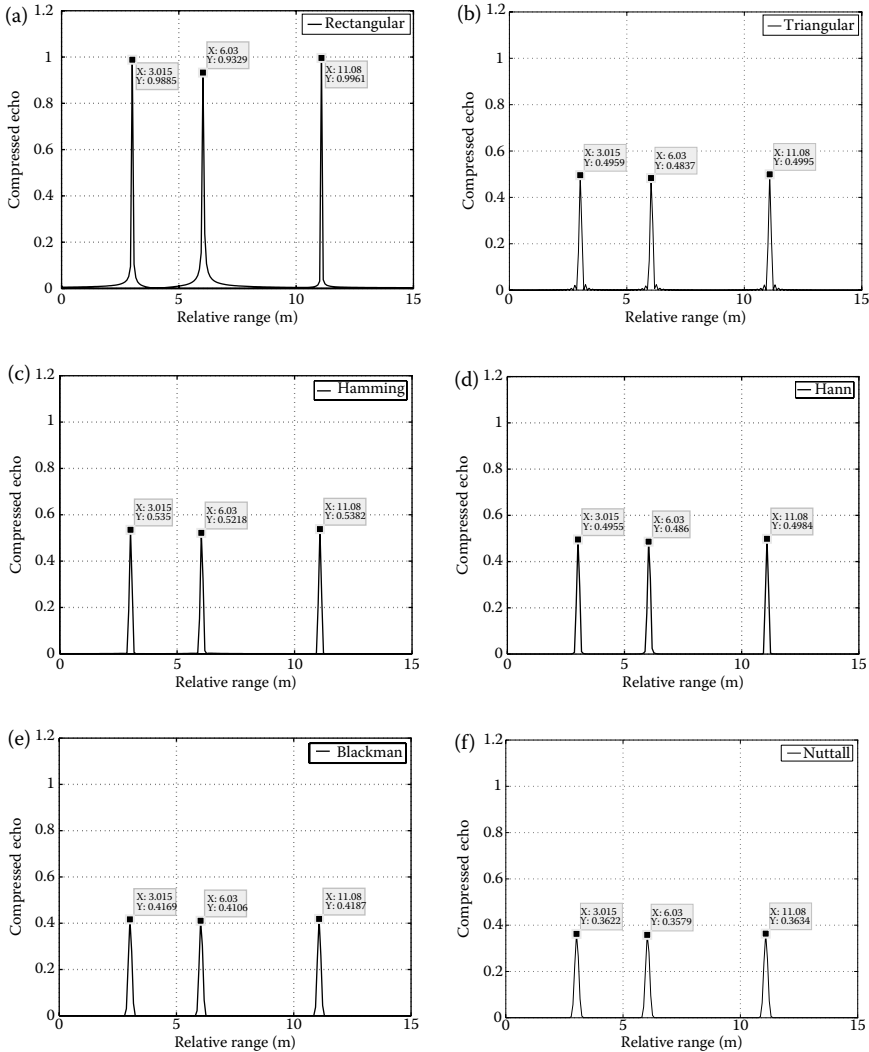 (a)
Rectangular
1.2
1
0.8
0.6
0.4
0.2
0
Compressed echo
X: 3.015
Y: 0.9885
X: 6.03
Y: 0.9329
X: 11.08
Y: 0.9961
0 5 10 15
Relative range (m)
(b)
Triangular
1.2
1
0.8
0.6
0.4
0.2
0
Compressed echo
X: 3.015
Y: 0.4959
X: 6.03
Y: 0.4837
X: 11.08
Y: 0.4995
0 5 10 15
Relative range (m)
(c)
Hamming
1.2
1
0.8
0.6
0.4
0.2
0
Compressed echo
X: 3.015
Y: 0.535
X: 6.03
Y: 0.5218
X: 11.08
Y: 0.5382
0 5 10 15
Relative range (m)
(d)
Hann
1.2
1
0.8
0.6
0.4
0.2
0
Compressed echo
X: 3.015
Y: 0.4955
X: 6.03
Y: 0.486
X: 11.08
Y: 0.4984
0 5 10 15
Relative range (m)
(e)
Blackman
1.2
1
0.8
0.6
0.4
0.2
0
Compressed echo
X: 3.015
Y: 0.4169
X: 6.03
Y: 0.4106
X: 11.08
Y: 0.4187
0 5 10 15
Relative range (m)
(f)
Nuttall
1.2
1
0.8
0.6
0.4
0.2
0
Compressed echo
X: 3.015
Y: 0.3622
X: 6.03
Y: 0.3579
X: 11.08
Y: 0.3634
0 5 10 15
Relative range (m)